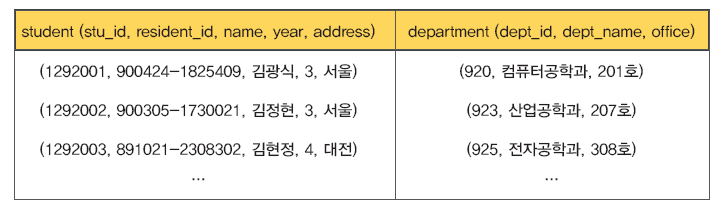 student (stu_id, resident_id, name, year, address)
department (dept_id, dept_name, office)
(1292001, 900424-1825409, 김광식, 3, 서울)
(920, 컴퓨터공학과, 201호)
(1292002, 900305-1730021, 김정현, 3, 서울)
(923, 산업공학과, 207호)
(1292003, 891021-2308302, 김현정, 4, 대전)
(925, 전자공학과, 308호)
...
...